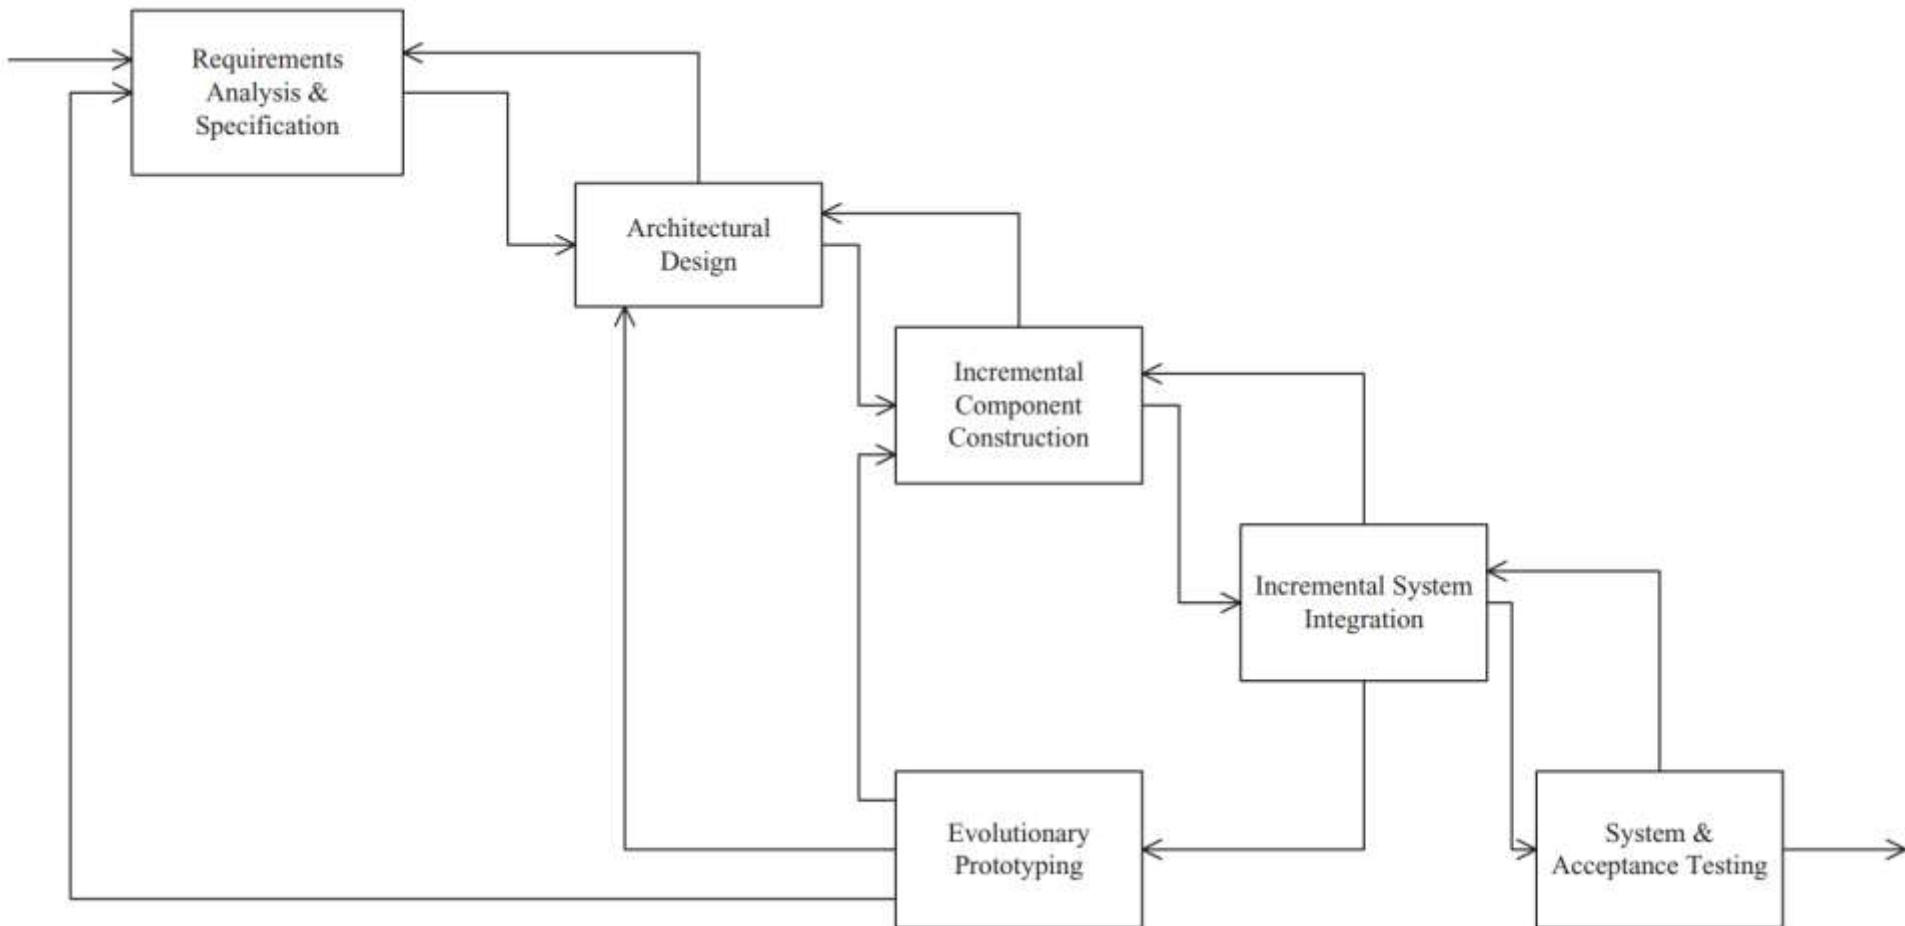 Requirements
Analysis &
Specification
Architectural
Design
Incremental
Component
Construction
Incremental System
Integration
Evolutionary
Prototyping
System &
Acceptance Testing